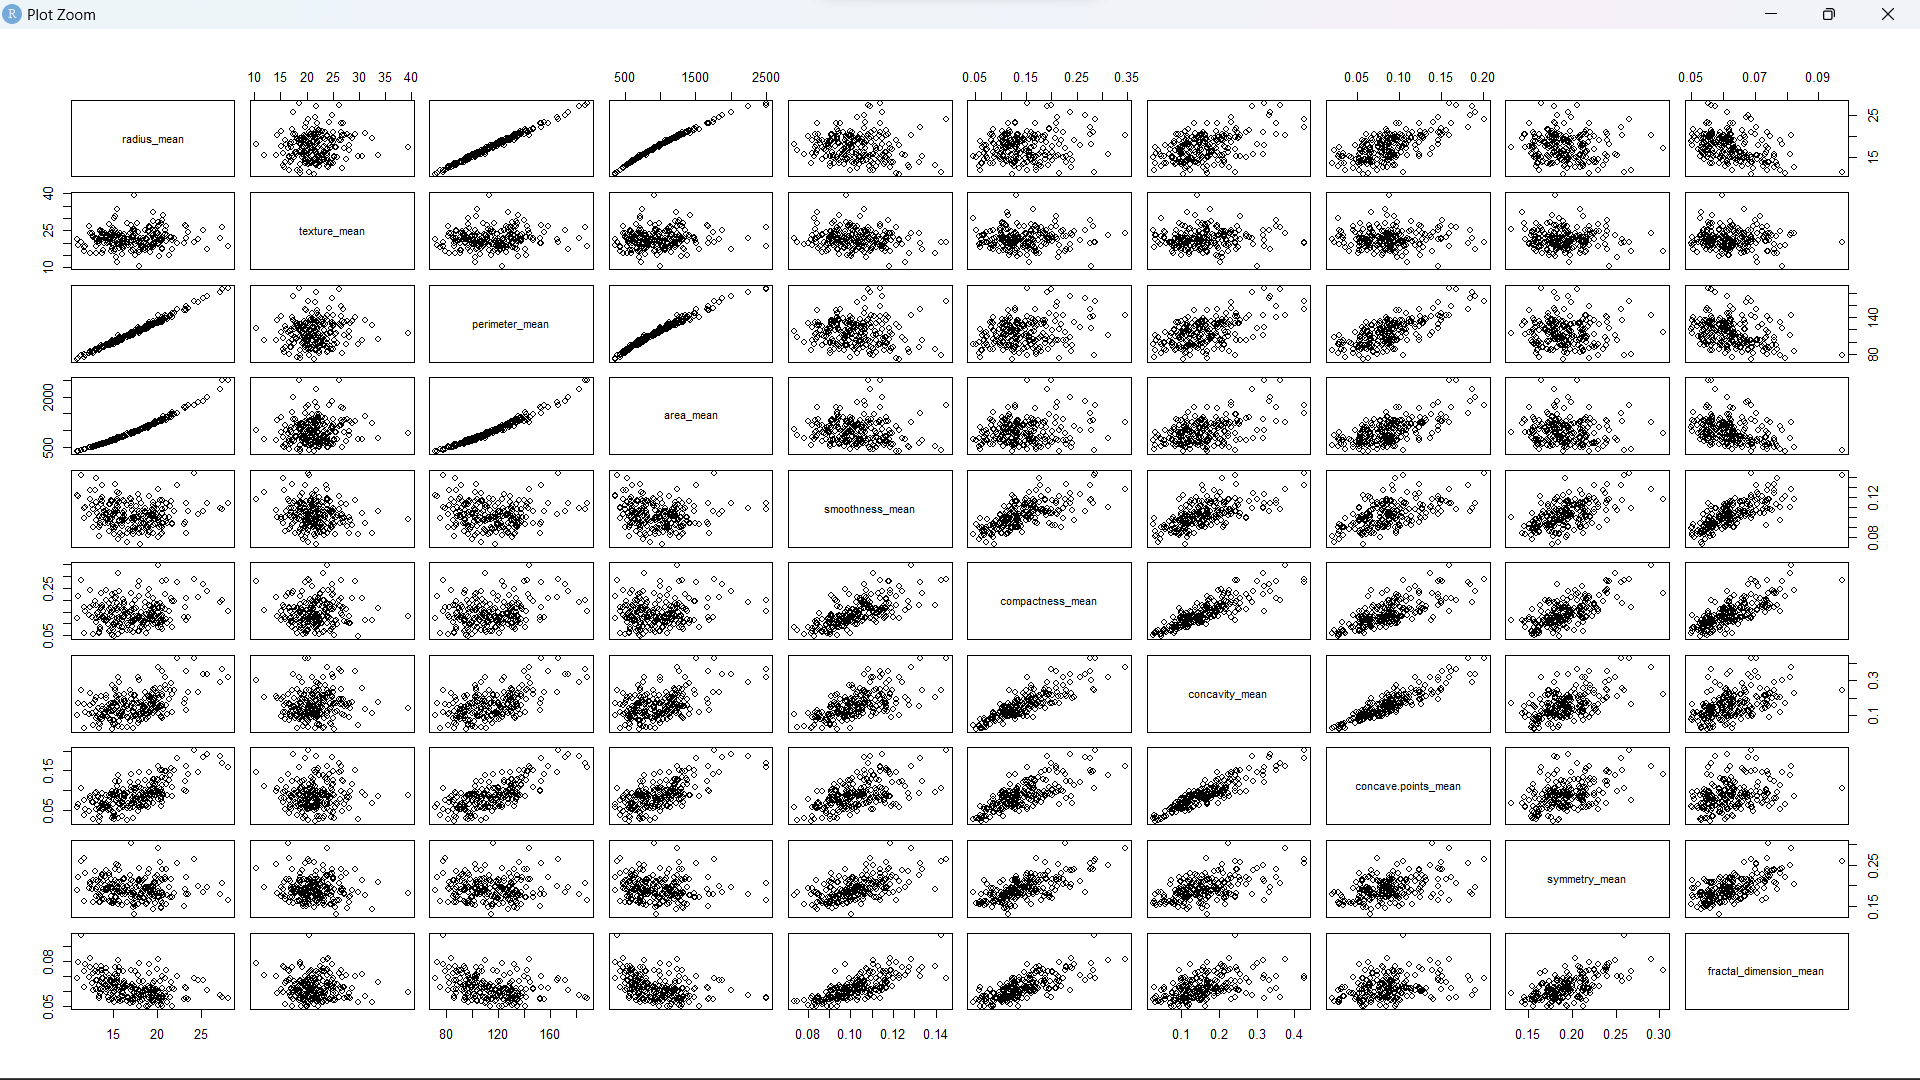 R Plot Zoom
10 15 20 25 30 35 40
500 1500 2500
0.05 0.15 0.25 0.35
0.05 0.10 0.15 0.20
0.05 0.07 0.09
radius_mean
15 25
10 25 40
texture_mean
perimeter_mean
80 140
500 2000
area_mean
smoothness_mean
0.08 0.12
0.05 0.25
compactness_mean
concavity_mean
0.1 0.3
0.05 0.15
concave.points_mean
symmetry_mean
0.15 0.25
0.05 0.08
fractal_dimension_mean
15 20 25
80 120 160
0.08 0.10 0.12 0.14
0.1 0.2 0.3 0.4
0.15 0.20 0.25 0.30